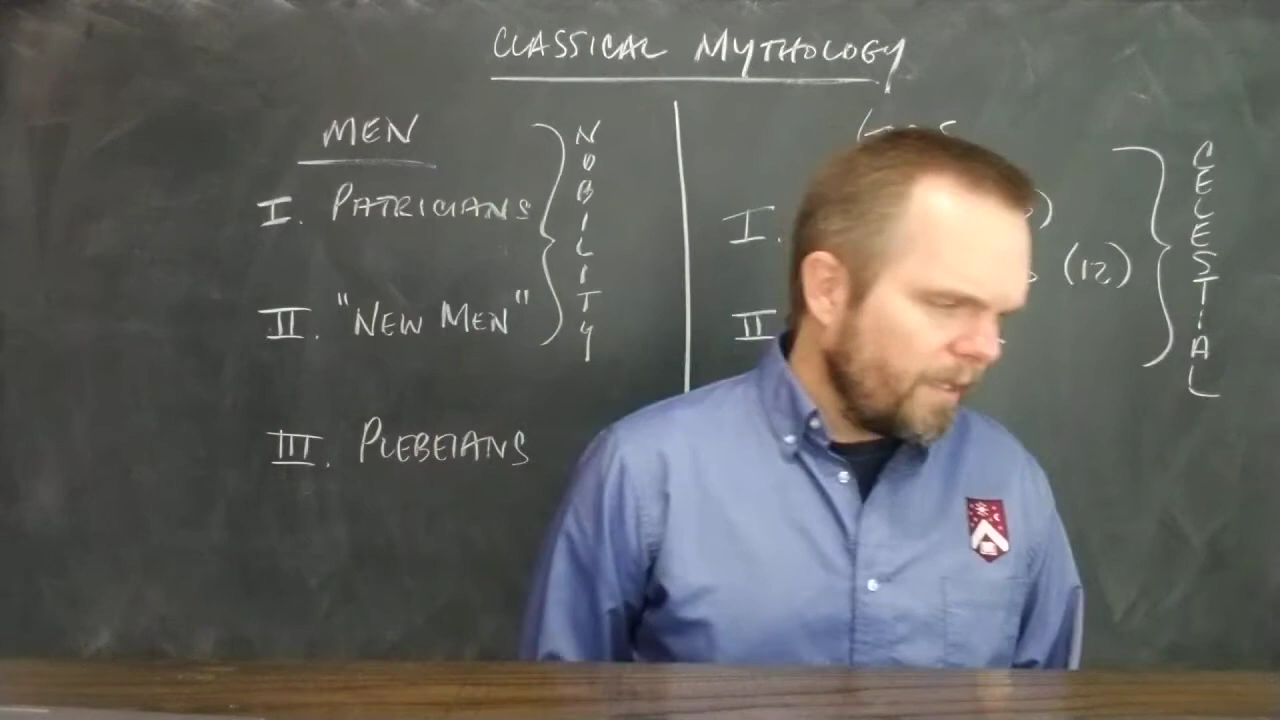 CLASSICAL MYTHOLOGY
MEN
I. PATRICIANS
II. "NEW MEN"
III. PLEBEIANS
NOBILITY
I.
(12)
II
CELESTIAL